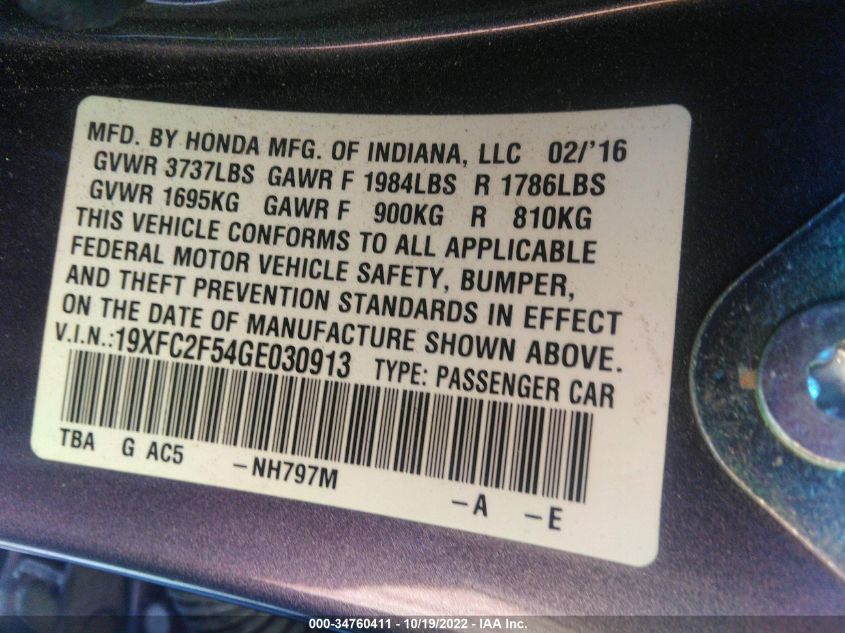 MFD. BY HONDA MFG. OF INDIANA, LLC 02/'16
GVWR 3737LBS GAWR F 1984LBS R 1786LBS
GVWR 1695KG GAWR F 900KG R 810KG
THIS VEHICLE CONFORMS TO ALL APPLICABLE
FEDERAL MOTOR VEHICLE SAFETY, BUMPER,
AND THEFT PREVENTION STANDARDS IN EFFECT
ON THE DATE OF MANUFACTURE SHOWN ABOVE.
V.I.N.:19XFC2F54GE030913 TYPE: PASSENGER CAR
TBA G AC5 -NH797M -A -E
000-34760411 - 10/19/2022 - IAA Inc.